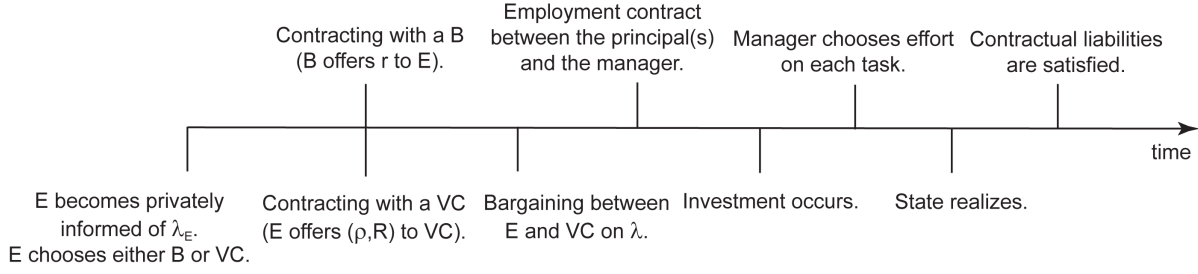 Contracting with a B
(B offers r to E).
Employment contract
between the principal(s)
and the manager.
Manager chooses effort
on each task.
Contractual liabilities
are satisfied.
time
E becomes privately
informed of λE.
E chooses either B or VC.
Contracting with a VC
(E offers (ρ,R) to VC).
Bargaining between
E and VC on λ.
Investment occurs.
State realizes.